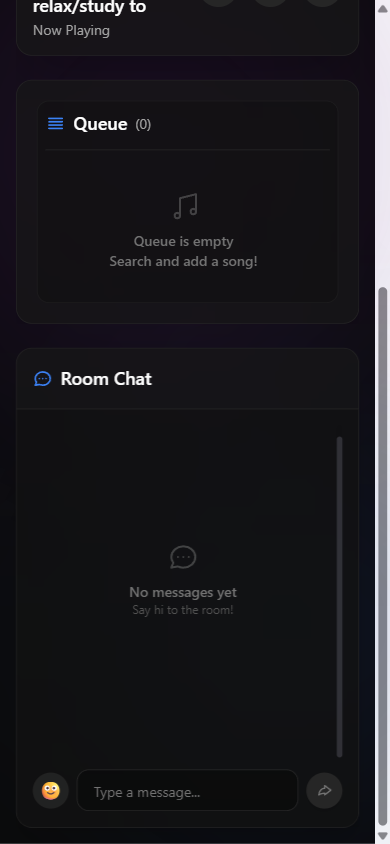 relax/study to
Now Playing
Queue (0)
Queue is empty
Search and add a song!
Room Chat
No messages yet
Say hi to the room!
Type a message...